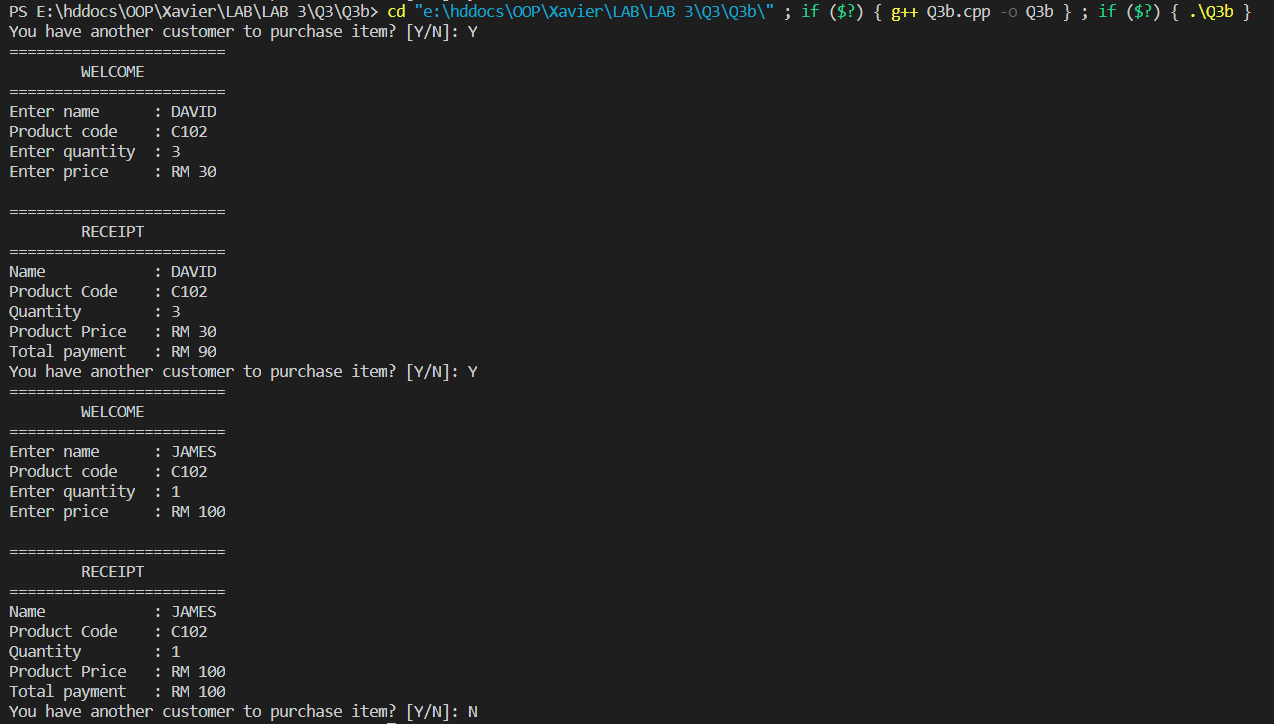 PS E:\hddocs\OOP\Xavier\LAB\LAB 3\Q3\Q3b> cd "e:\hddocs\OOP\Xavier\LAB\LAB 3\Q3\Q3b\" ; if ($?) { g++ Q3b.cpp -o Q3b } ; if ($?) { .\Q3b }
You have another customer to purchase item? [Y/N]: Y
========================
        WELCOME
========================
Enter name      : DAVID
Product code    : C102
Enter quantity  : 3
Enter price     : RM 30

========================
        RECEIPT
========================
Name            : DAVID
Product Code    : C102
Quantity        : 3
Product Price   : RM 30
Total payment   : RM 90
You have another customer to purchase item? [Y/N]: Y
========================
        WELCOME
========================
Enter name      : JAMES
Product code    : C102
Enter quantity  : 1
Enter price     : RM 100

========================
        RECEIPT
========================
Name            : JAMES
Product Code    : C102
Quantity        : 1
Product Price   : RM 100
Total payment   : RM 100
You have another customer to purchase item? [Y/N]: N